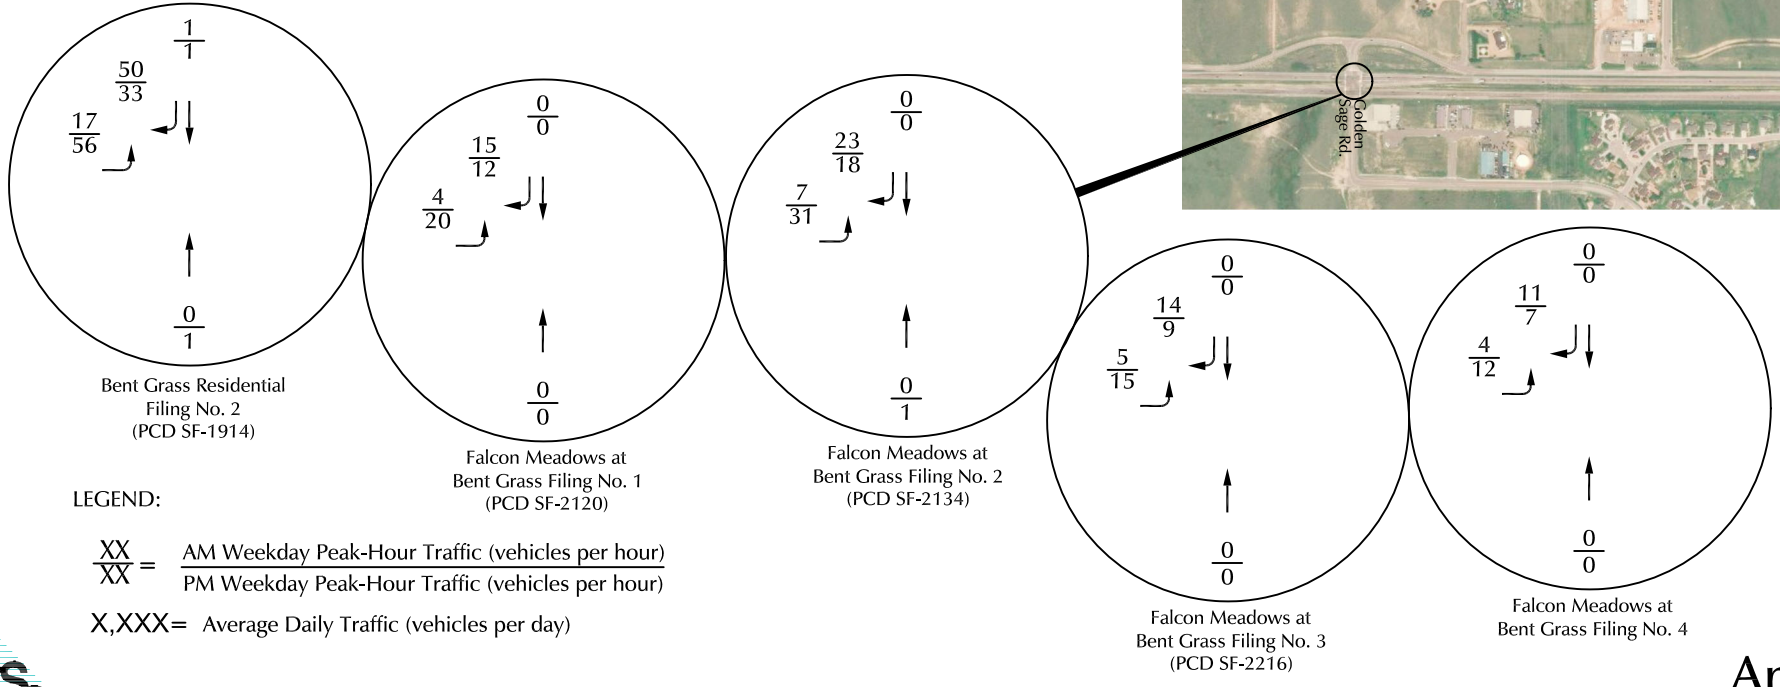 1
1
50
33
17
56
0
1
Bent Grass Residential
Filing No. 2
(PCD SF-1914)
0
0
15
12
4
20
0
0
Falcon Meadows at
Bent Grass Filing No. 1
(PCD SF-2120)
0
0
23
18
7
31
0
1
Falcon Meadows at
Bent Grass Filing No. 2
(PCD SF-2134)
Golden
Sage Rd.
0
0
14
9
5
15
0
0
Falcon Meadows at
Bent Grass Filing No. 3
(PCD SF-2216)
0
0
11
7
4
12
0
0
Falcon Meadows at
Bent Grass Filing No. 4
LEGEND:
XX
XX
=
AM Weekday Peak-Hour Traffic (vehicles per hour)
PM Weekday Peak-Hour Traffic (vehicles per hour)
X,XXX= Average Daily Traffic (vehicles per day)